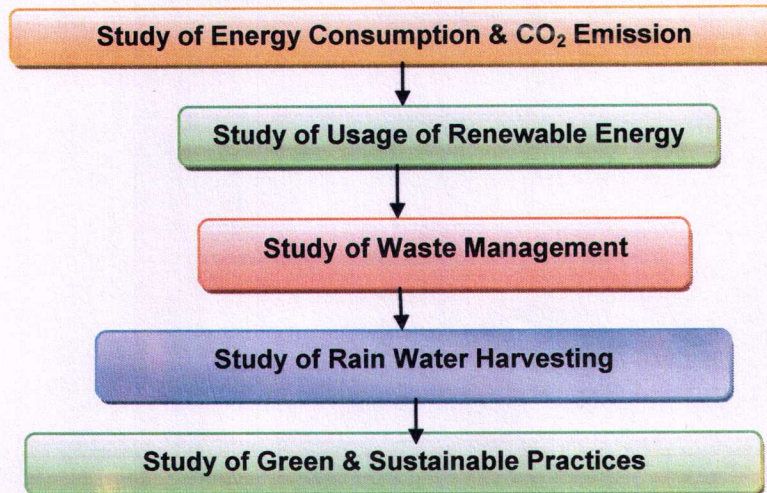 Study of Energy Consumption & CO₂ Emission
Study of Usage of Renewable Energy
Study of Waste Management
Study of Rain Water Harvesting
Study of Green & Sustainable Practices